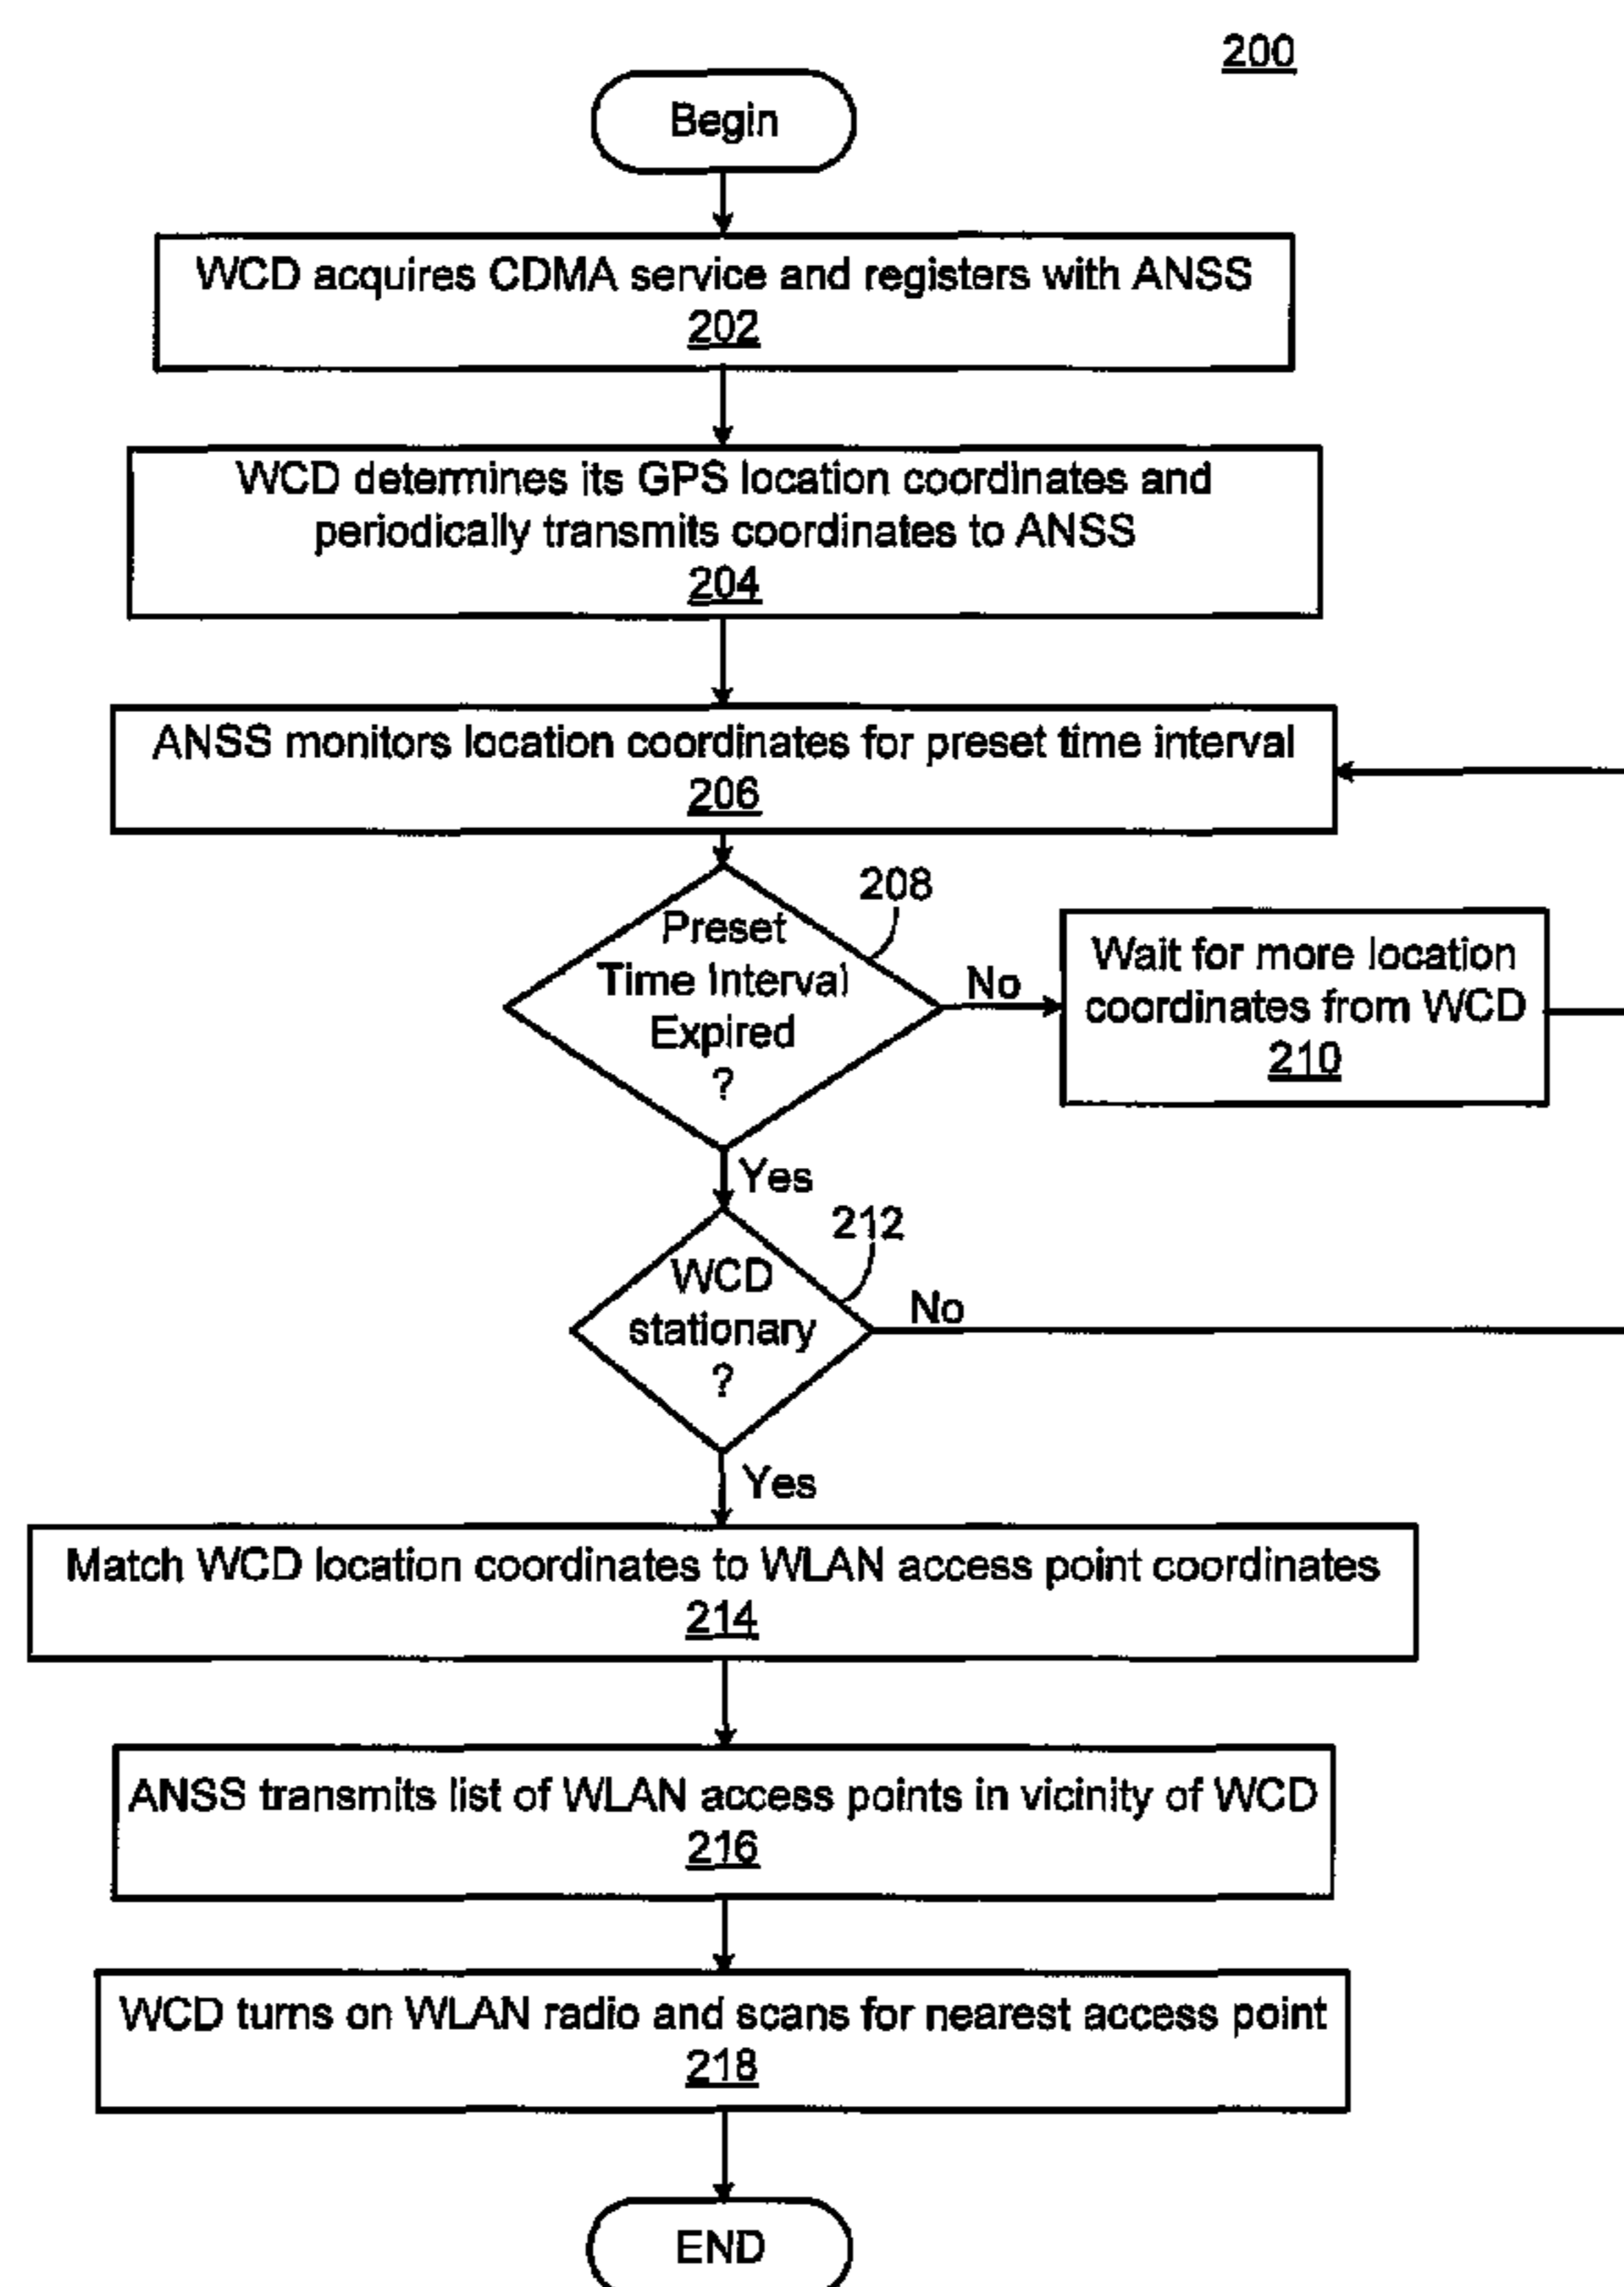 200
Begin
WCD acquires CDMA service and registers with ANSS
202
WCD determines its GPS location coordinates and
periodically transmits coordinates to ANSS
204
ANSS monitors location coordinates for preset time interval
206
208
Preset
Time Interval
Expired
?
No
Wait for more location
coordinates from WCD
210
Yes
212
WCD
stationary
?
No
Yes
Match WCD location coordinates to WLAN access point coordinates
214
ANSS transmits list of WLAN access points in vicinity of WCD
216
WCD turns on WLAN radio and scans for nearest access point
218
END